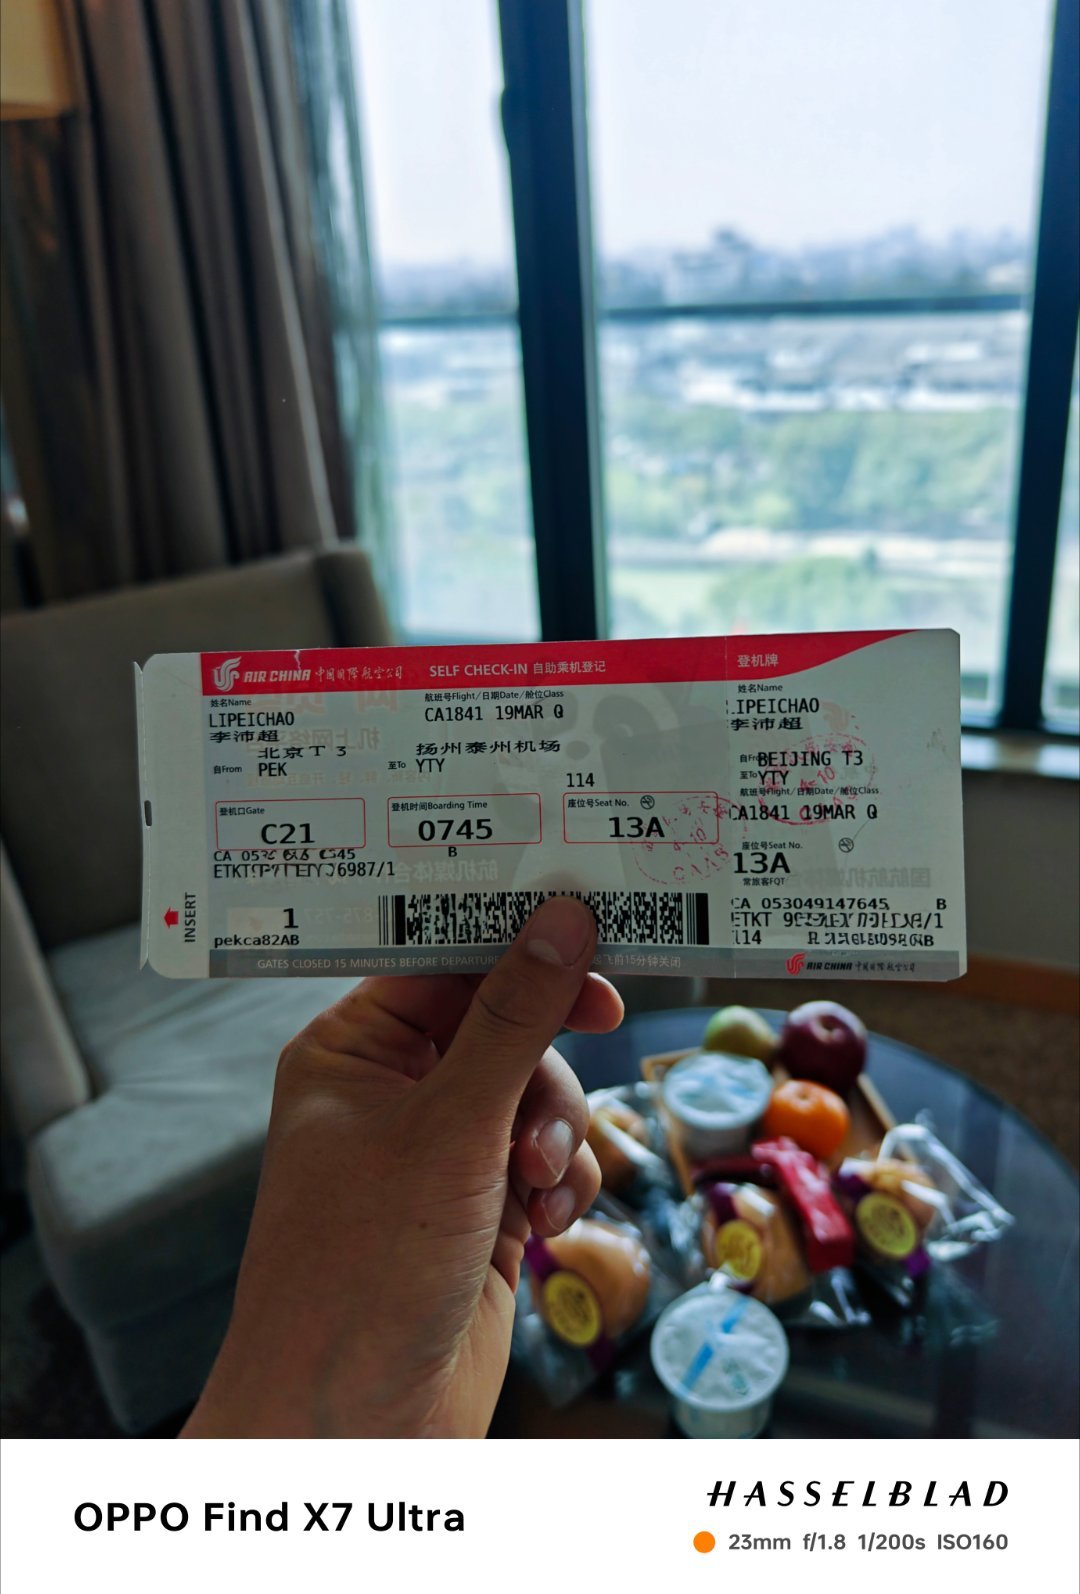 AIR CHINA 中国国际航空公司 SELF CHECK-IN 自助乘机登记 登机牌
姓名Name
LIPEICHAO
李沛超
航班号Flight/日期Date/舱位Class
CA1841 19MAR Q
北京T3
自From PEK
扬州泰州机场
至To YTY
114
登机口Gate
C21
登机时间Boarding Time
0745
座位号Seat No.
13A
B
INSERT
1
pekca82AB
GATES CLOSED 15 MINUTES BEFORE DEPARTURE 起飞前15分钟关闭
姓名Name
LIPEICHAO
李沛超
BEIJING T3
至To YTY
航班号Flight/日期Date/舱位Class
CA1841 19MAR Q
座位号Seat No.
13A
常旅客FQT
CA 053049147645 B
ETKT
114
AIR CHINA 中国国际航空公司
OPPO Find X7 Ultra
HASSELBLAD
23mm f/1.8 1/200s ISO160